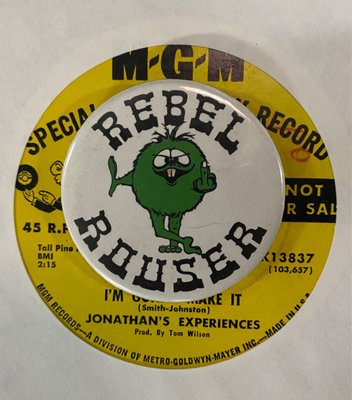 M-G-M
SPECIAL
RECORD
REBEL
ROUSER
NOT
45 R.P
R SAL
Tall Pine
BMI
2:15
K13837
(103,657)
I'M
MAKE IT
(Smith-Johnston)
JONATHAN'S EXPERIENCES
Prod. By Tom Wilson
MGM RECORDS—A DIVISION OF METRO-GOLDWYN-MAYER INC.—MADE IN U.S.A.